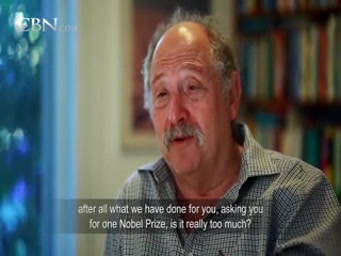 CBN.com
after all what we have done for you, asking you
for one Nobel Prize, is it really too much?